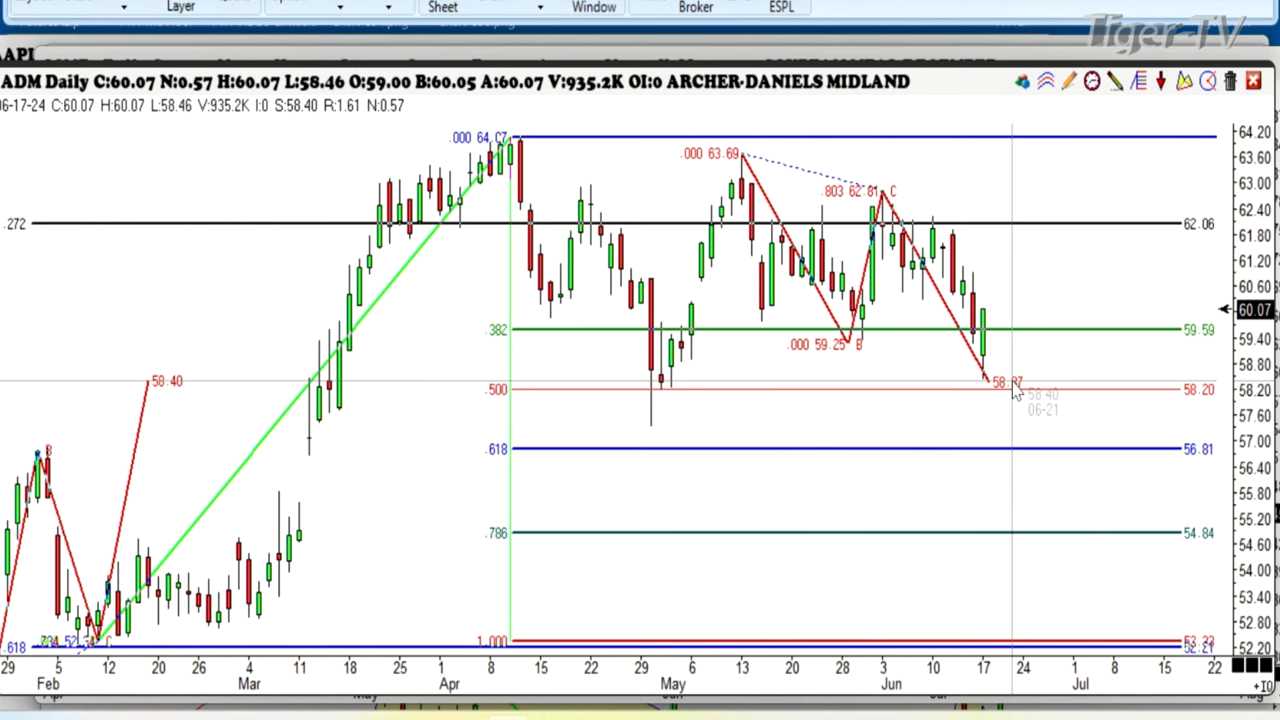 Layer
Sheet
Window
Broker
ESPL
Tiger-TV
AAPL
ADM Daily C:60.07 N:0.57 H:60.07 L:58.46 O:59.00 B:60.05 A:60.07 V:935.2K OI:0 ARCHER-DANIELS MIDLAND
06-17-24 C:60.07 H:60.07 L:58.46 V:935.2K I:0 S:58.40 R:1.61 N:0.57
.000 64.07
.000 63.69
.803 62.81 C
.272
62.06
.382
59.59
.000 59.25 B
58.40
58.37
58.40
06-21
.500
58.20
B
.618
56.81
.786
54.84
1.000
.618
C
64.20
63.60
63.00
62.40
61.80
61.20
60.60
60.07
59.40
58.80
58.20
57.60
57.00
56.40
55.80
55.20
54.60
54.00
53.40
52.80
52.20
29 5 12 20 26 4 11 18 25 1 8 15 22 29 6 13 20 28 3 10 17 24 1 8 15 22
Feb Mar Apr May Jun Jul
+10